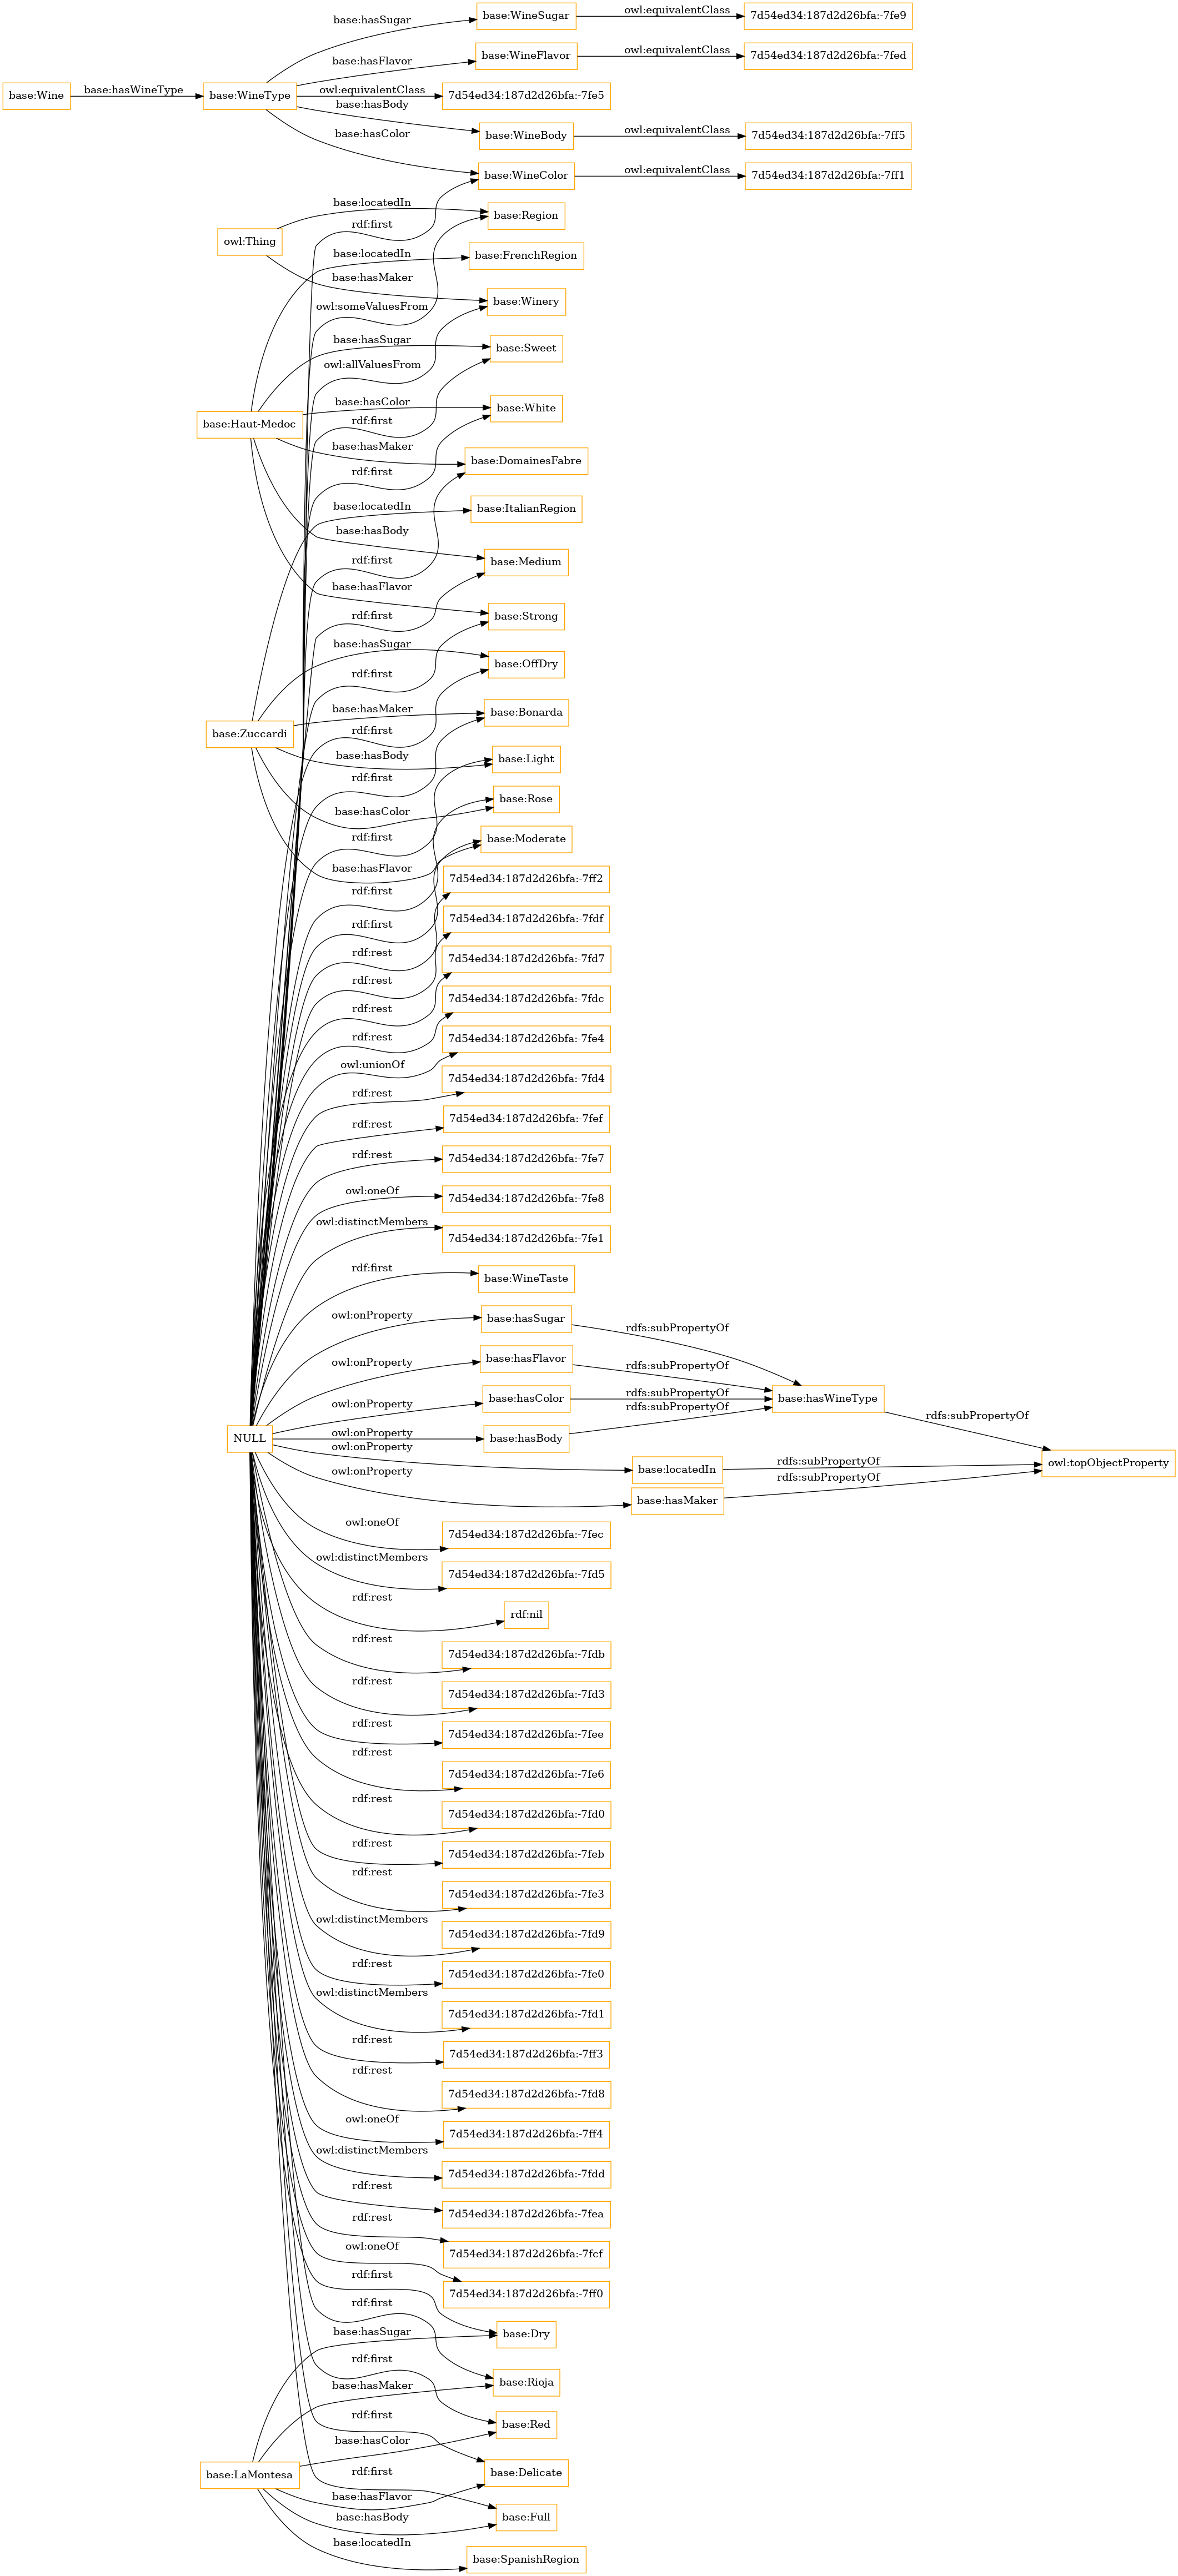 base:hasSugar
base:WineSugar
owl:equivalentClass
7d54ed34:187d2d26bfa:-7fe9
base:hasFlavor
base:WineFlavor
owl:equivalentClass
7d54ed34:187d2d26bfa:-7fed
base:Wine
base:hasWineType
base:WineType
owl:equivalentClass
7d54ed34:187d2d26bfa:-7fe5
base:hasBody
base:WineBody
owl:equivalentClass
7d54ed34:187d2d26bfa:-7ff5
base:hasColor
base:WineColor
owl:equivalentClass
7d54ed34:187d2d26bfa:-7ff1
base:locatedIn
base:Region
rdf:first
owl:Thing
base:locatedIn
base:FrenchRegion
base:hasMaker
base:Winery
owl:someValuesFrom
base:hasSugar
base:Sweet
owl:allValuesFrom
base:hasColor
base:White
base:Haut-Medoc
rdf:first
base:hasMaker
base:DomainesFabre
rdf:first
base:locatedIn
base:ItalianRegion
base:hasBody
rdf:first
base:Medium
base:hasFlavor
base:Strong
rdf:first
base:hasSugar
base:OffDry
rdf:first
base:hasMaker
base:Bonarda
rdf:first
base:Zuccardi
base:hasBody
base:Light
rdf:first
base:hasColor
base:Rose
rdf:first
base:Moderate
base:hasFlavor
7d54ed34:187d2d26bfa:-7ff2
rdf:first
7d54ed34:187d2d26bfa:-7fdf
rdf:first
rdf:rest
7d54ed34:187d2d26bfa:-7fd7
rdf:rest
7d54ed34:187d2d26bfa:-7fdc
rdf:rest
rdf:rest
7d54ed34:187d2d26bfa:-7fe4
owl:unionOf
7d54ed34:187d2d26bfa:-7fd4
rdf:rest
7d54ed34:187d2d26bfa:-7fef
rdf:rest
7d54ed34:187d2d26bfa:-7fe7
rdf:rest
owl:oneOf
7d54ed34:187d2d26bfa:-7fe8
owl:distinctMembers
7d54ed34:187d2d26bfa:-7fe1
rdf:first
base:WineTaste
owl:onProperty
base:hasSugar
rdfs:subPropertyOf
owl:onProperty
base:hasFlavor
rdfs:subPropertyOf
owl:onProperty
base:hasColor
rdfs:subPropertyOf
base:hasWineType
NULL
owl:onProperty
base:hasBody
rdfs:subPropertyOf
rdfs:subPropertyOf
owl:onProperty
base:locatedIn
rdfs:subPropertyOf
owl:topObjectProperty
owl:onProperty
base:hasMaker
rdfs:subPropertyOf
owl:oneOf
7d54ed34:187d2d26bfa:-7fec
owl:distinctMembers
7d54ed34:187d2d26bfa:-7fd5
rdf:rest
rdf:nil
rdf:rest
7d54ed34:187d2d26bfa:-7fdb
rdf:rest
7d54ed34:187d2d26bfa:-7fd3
rdf:rest
7d54ed34:187d2d26bfa:-7fee
rdf:rest
7d54ed34:187d2d26bfa:-7fe6
rdf:rest
7d54ed34:187d2d26bfa:-7fd0
rdf:rest
7d54ed34:187d2d26bfa:-7feb
rdf:rest
7d54ed34:187d2d26bfa:-7fe3
owl:distinctMembers
7d54ed34:187d2d26bfa:-7fd9
rdf:rest
7d54ed34:187d2d26bfa:-7fe0
owl:distinctMembers
7d54ed34:187d2d26bfa:-7fd1
rdf:rest
7d54ed34:187d2d26bfa:-7ff3
rdf:rest
7d54ed34:187d2d26bfa:-7fd8
owl:oneOf
7d54ed34:187d2d26bfa:-7ff4
owl:distinctMembers
7d54ed34:187d2d26bfa:-7fdd
rdf:rest
7d54ed34:187d2d26bfa:-7fea
rdf:rest
7d54ed34:187d2d26bfa:-7fcf
owl:oneOf
7d54ed34:187d2d26bfa:-7ff0
rdf:first
base:hasSugar
base:Dry
rdf:first
base:Rioja
rdf:first
base:hasMaker
base:Red
rdf:first
base:hasColor
base:LaMontesa
base:Delicate
rdf:first
base:hasFlavor
base:hasBody
base:Full
base:locatedIn
base:SpanishRegion